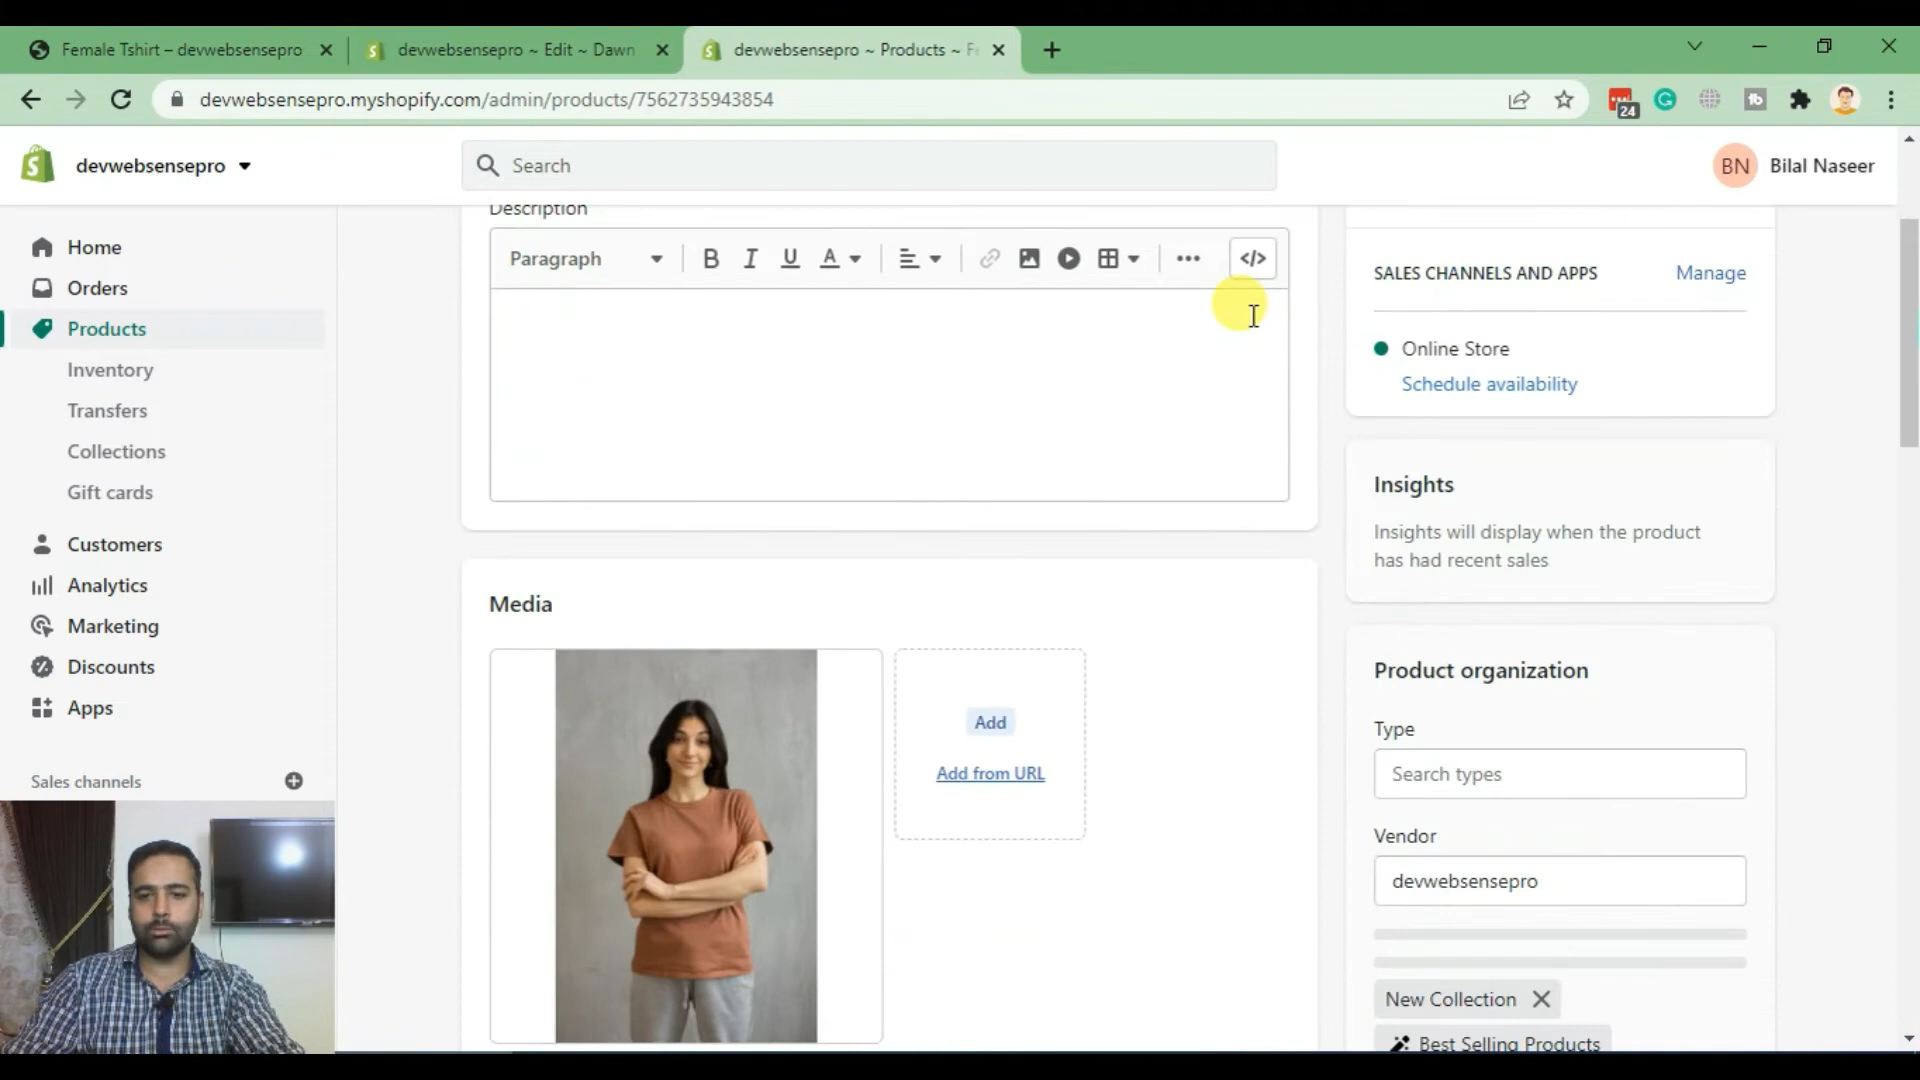 Female Tshirt – devwebsensepro
devwebsensepro ~ Edit ~ Dawn
devwebsensepro ~ Products ~ Fe
devwebsensepro.myshopify.com/admin/products/7562735943854
24
devwebsensepro
Search
BN
Bilal Naseer
Home
Orders
Products
Inventory
Transfers
Collections
Gift cards
Customers
Analytics
Marketing
Discounts
Apps
Sales channels
Description
Paragraph
B I U A
</>
Media
Add
Add from URL
SALES CHANNELS AND APPS
Manage
Online Store
Schedule availability
Insights
Insights will display when the product
has had recent sales
Product organization
Type
Search types
Vendor
devwebsensepro
New Collection
Best Selling Products